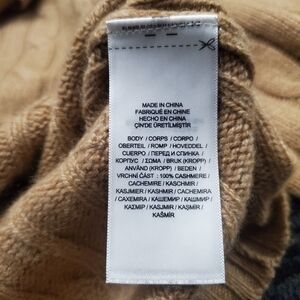 MADE IN CHINA
FABRIQUÉ EN CHINE
HECHO EN CHINA
ÇİN'DE ÜRETİLMİŞTİR
BODY / CORPS / CORPO /
OBERTEIL / ROMP / HOVEDDEL /
CUERPO / ПЕРЕД И СПИНКА /
КОРПУС / ΣΩΜΑ / BRUK (KROPP) /
ANVÄND (KROPP) / BEDEN /
VRCHNÍ ČÁST : 100% CASHMERE /
CACHEMIRE / KASCHMIR /
KASJMIER / KASHMIR / CACHEMIRA
/ CAXEMIRA / КАШЕМИР / КАШМИР /
ΚΑΣΜΙΡ / KASJMIR / KAŞMİR /
KAŠMÍR